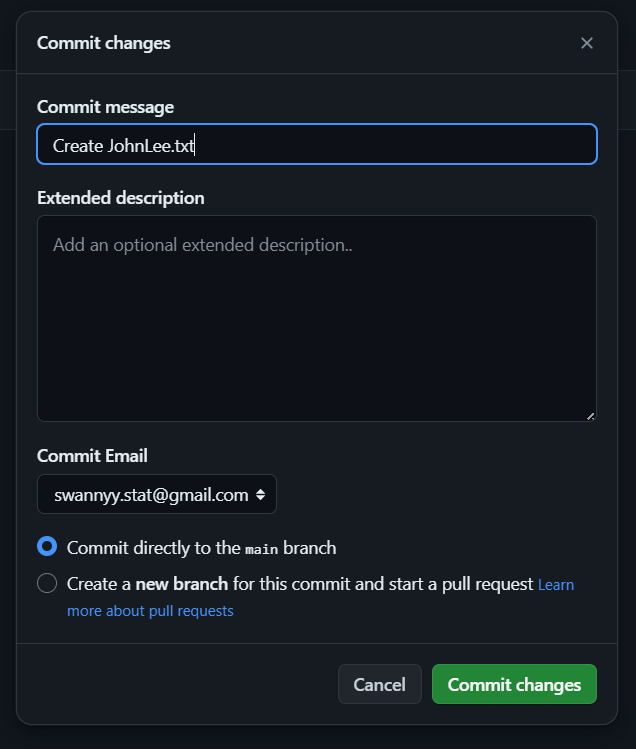 Commit changes
Commit message
Create JohnLee.txt
Extended description
Add an optional extended description..
Commit Email
swannyy.stat@gmail.com
Commit directly to the main branch
Create a new branch for this commit and start a pull request Learn
more about pull requests
Cancel
Commit changes